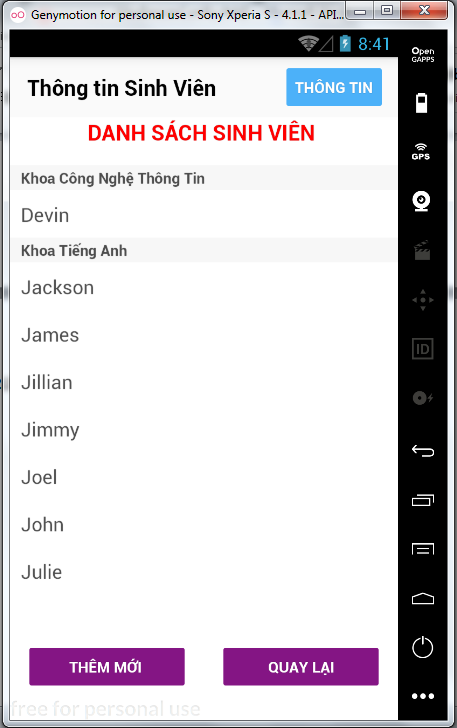 Genymotion for personal use - Sony Xperia S - 4.1.1 - API...
8:41
Open
GAPPS
Thông tin Sinh Viên
THÔNG TIN
DANH SÁCH SINH VIÊN
GPS
Khoa Công Nghệ Thông Tin
Devin
Khoa Tiếng Anh
Jackson
James
ID
Jillian
Jimmy
Joel
John
Julie
THÊM MỚI
QUAY LẠI
free for personal use